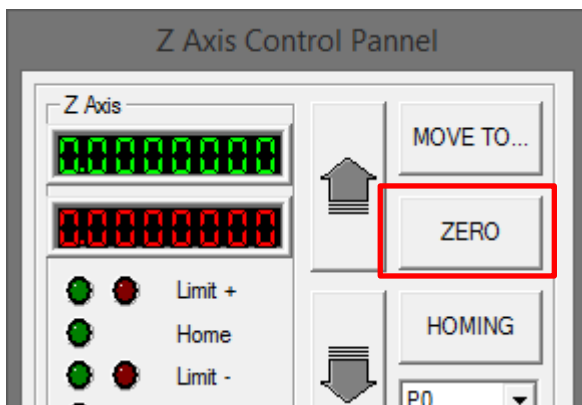 Z Axis Control Pannel
Z Axis
MOVE TO...
0.0000000
ZERO
0.0000000
Limit +
Home
HOMING
Limit -
P0